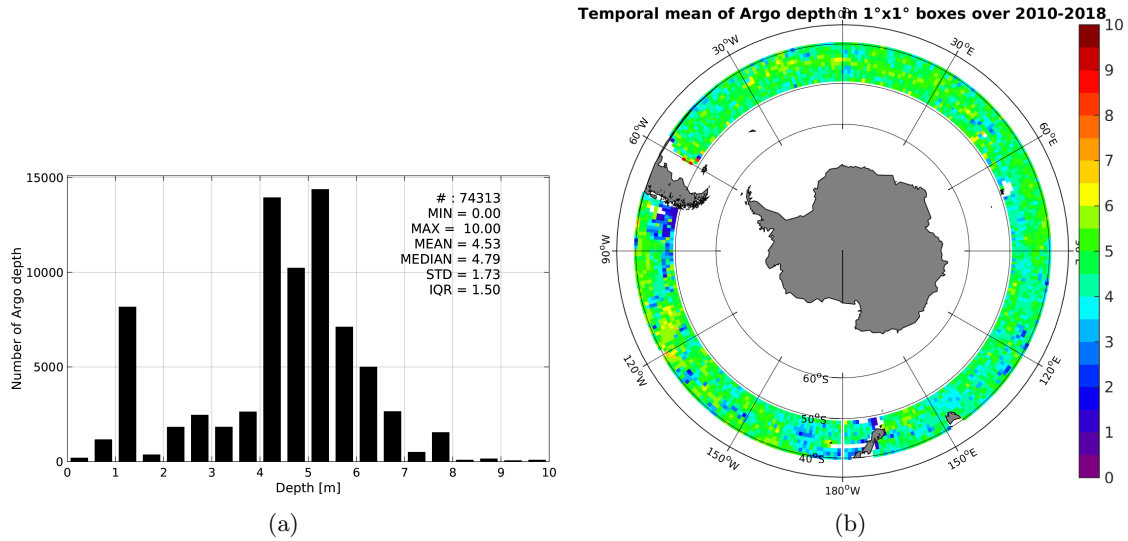 15000
10000
5000
0
Number of Argo depth
# : 74313
MIN = 0.00
MAX = 10.00
MEAN = 4.53
MEDIAN = 4.79
STD = 1.73
IQR = 1.50
0 1 2 3 4 5 6 7 8 9 10
Depth [m]
(a)
Temporal mean of Argo depth in 1°x1° boxes over 2010-2018
30°W
30°E
60°W
60°E
90°W
120°W
120°E
150°W
150°E
180°W
60°S
50°S
40°S
10
9
8
7
6
5
4
3
2
1
0
(b)